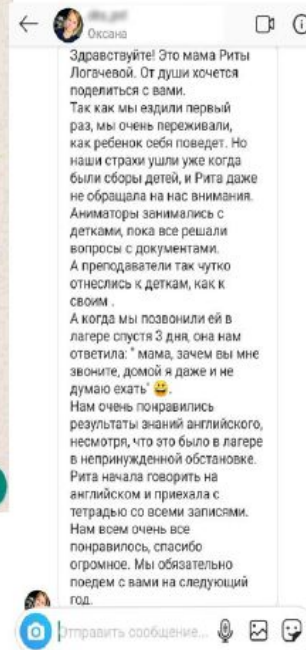 Оксана
Здравствуйте! Это мама Риты
Логачевой. От души хочется
поделиться с вами.
Так как мы ездили первый
раз, мы очень переживали,
как ребенок себя поведет. Но
наши страхи ушли уже когда
были сборы детей, и Рита даже
не обращала на нас внимания.
Аниматоры занимались с
детками, пока все решали
вопросы с документами.
А преподаватели так чутко
отнеслись к деткам, как к
своим .
А когда мы позвонили ей в
лагере спустя 3 дня, она нам
ответила: " мама, зачем вы мне
звоните, домой я даже и не
думаю ехать" 😀.
Нам очень понравились
результаты знаний английского,
несмотря, что это было в лагере
в непринужденной обстановке.
Рита начала говорить на
английском и приехала с
тетрадью со всеми записями.
Нам всем очень все
понравилось, спасибо
огромное. Мы обязательно
поедем с вами на следующий
год.
Отправить сообщение...